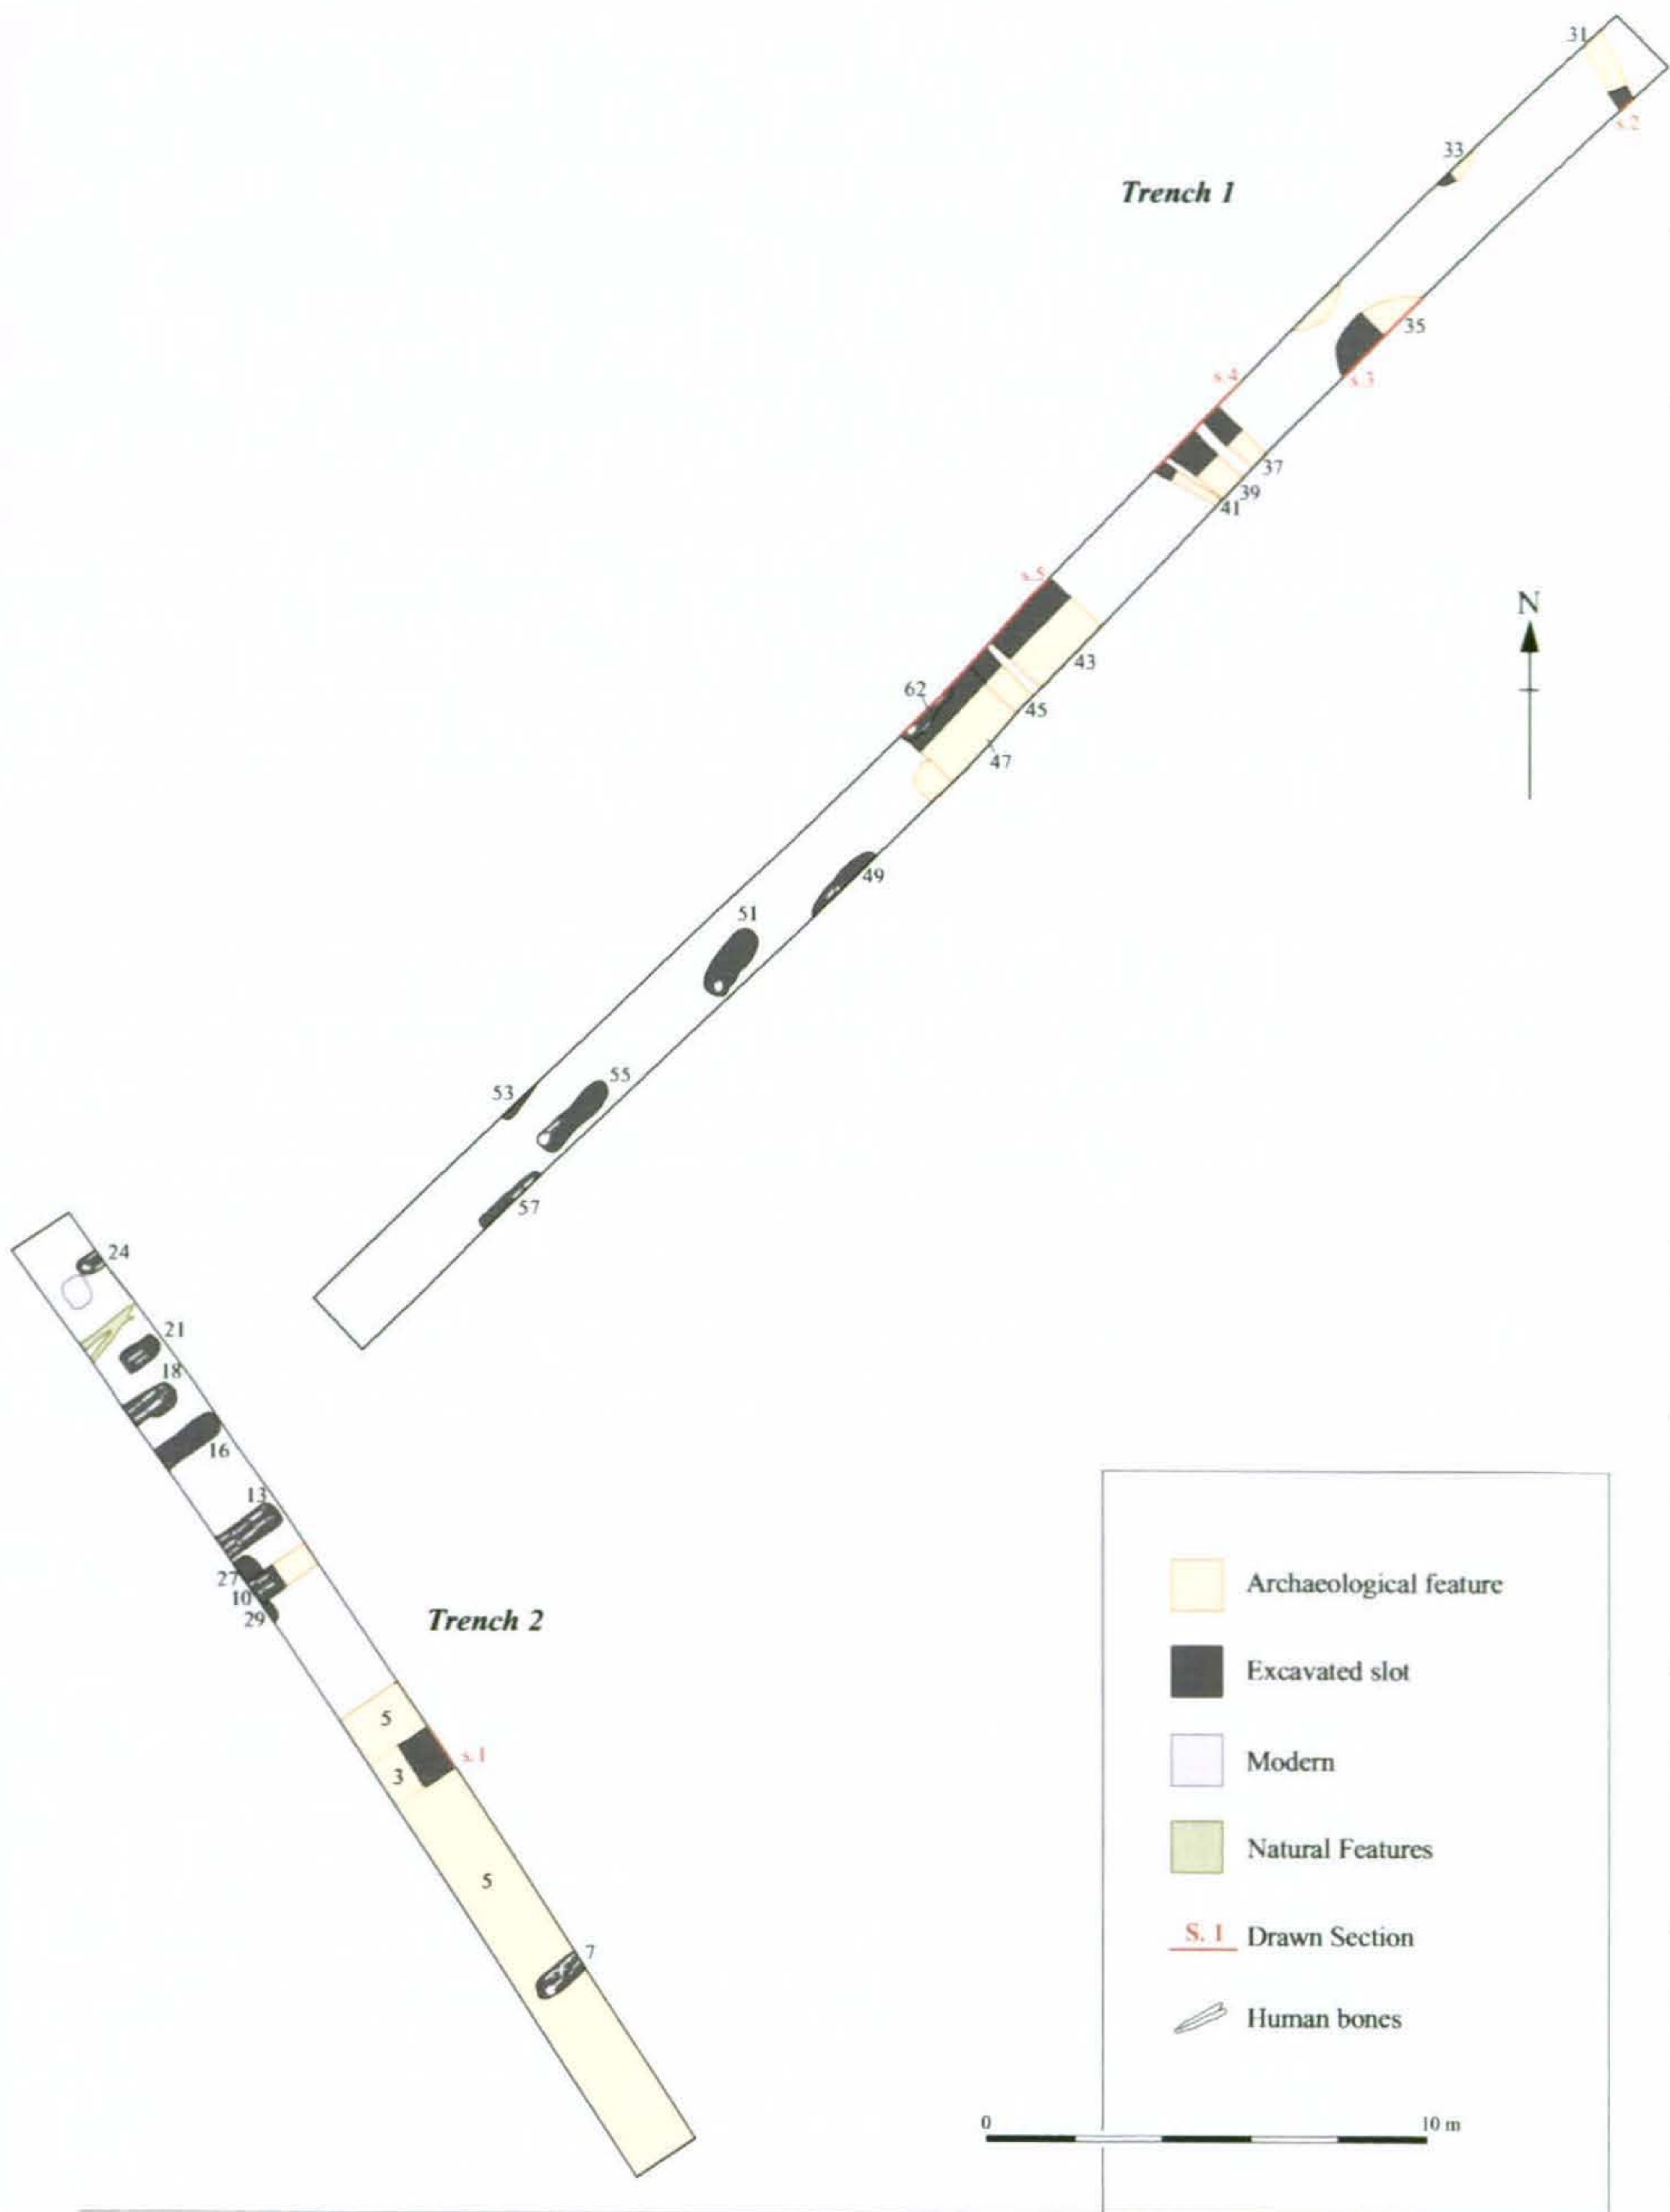 31
s.2
33
Trench 1
35
s.3
s.4
37
39
41
s.5
43
62
45
47
49
51
55
53
57
N
24
21
18
16
13
27
10
29
Trench 2
5
s.1
3
5
7
Archaeological feature
Excavated slot
Modern
Natural Features
S. 1 Drawn Section
Human bones
0 10 m